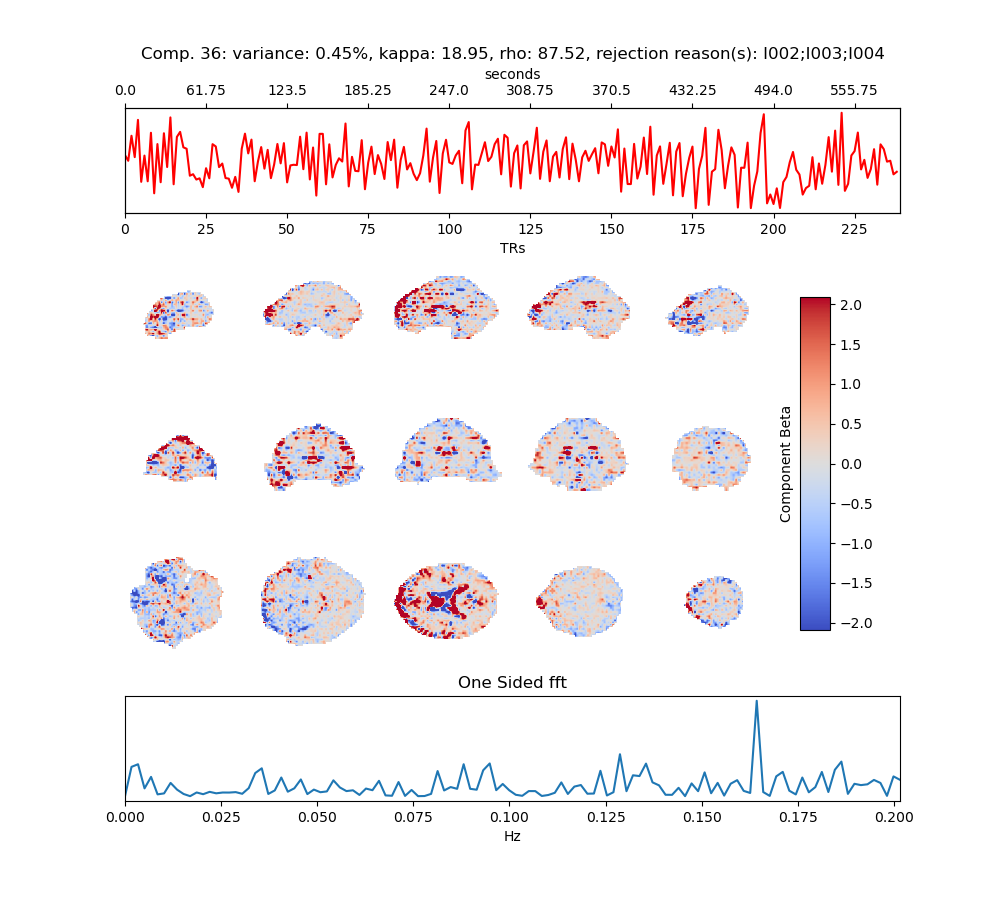 Comp. 36: variance: 0.45%, kappa: 18.95, rho: 87.52, rejection reason(s): I002;I003;I004
seconds
0.0 61.75 123.5 185.25 247.0 308.75 370.5 432.25 494.0 555.75
0 25 50 75 100 125 150 175 200 225
TRs
2.0
1.5
1.0
0.5
0.0
−0.5
−1.0
−1.5
−2.0
Component Beta
One Sided fft
0.000 0.025 0.050 0.075 0.100 0.125 0.150 0.175 0.200
Hz